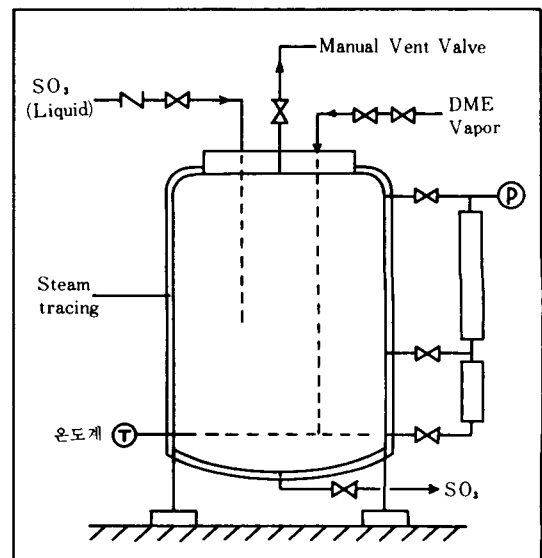 Manual Vent Valve
SO₃
(Liquid)
DME
Vapor
P
Steam
tracing
온도계
T
SO₃